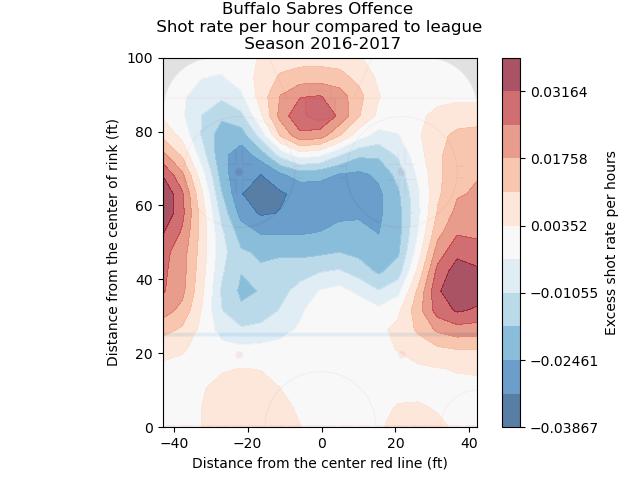 Buffalo Sabres Offence
Shot rate per hour compared to league
Season 2016-2017
100
80
60
40
20
0
−40
−20
0
20
40
Distance from the center of rink (ft)
Distance from the center red line (ft)
0.03164
0.01758
0.00352
−0.01055
−0.02461
−0.03867
Excess shot rate per hours